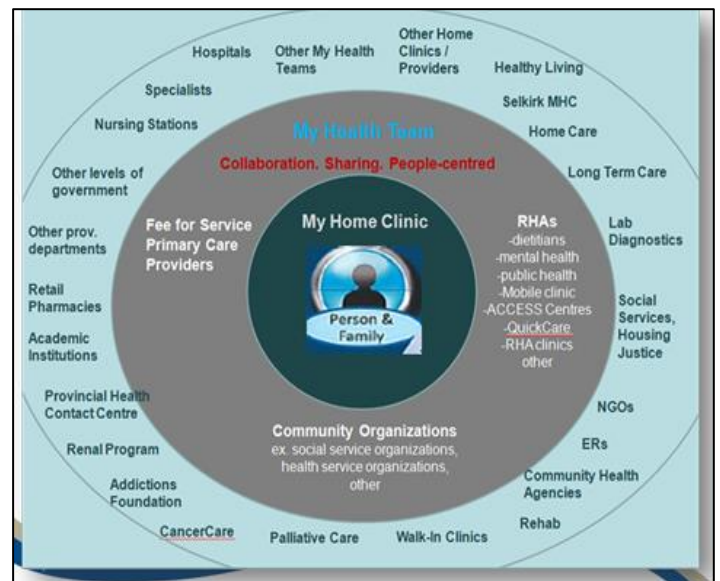 Hospitals
Other My Health
Teams
Other Home
Clinics /
Providers
Healthy Living
Specialists
Selkirk MHC
Nursing Stations
My Health Team
Home Care
Collaboration. Sharing. People-centred
Other levels of
government
Long Term Care
Fee for Service
Primary Care
Providers
My Home Clinic
Person &
Family
RHAs
-dietitians
-mental health
-public health
-Mobile clinic
-ACCESS Centres
-QuickCare
-RHA clinics
other
Lab
Diagnostics
Other prov.
departments
Retail
Pharmacies
Social
Services,
Housing
Justice
Academic
Institutions
Provincial Health
Contact Centre
NGOs
Community Organizations
ex. social service organizations,
health service organizations,
other
Renal Program
ERs
Addictions
Foundation
Community Health
Agencies
CancerCare
Palliative Care
Walk-In Clinics
Rehab